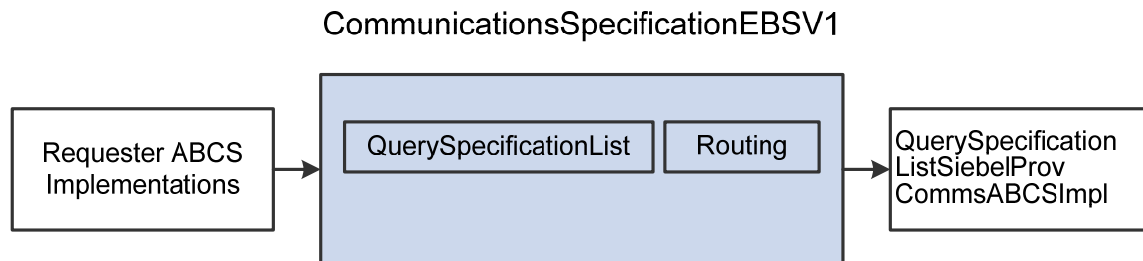 CommunicationsSpecificationEBSV1
Requester ABCS
Implementations
QuerySpecificationList
Routing
QuerySpecification
ListSiebelProv
CommsABCSImpl